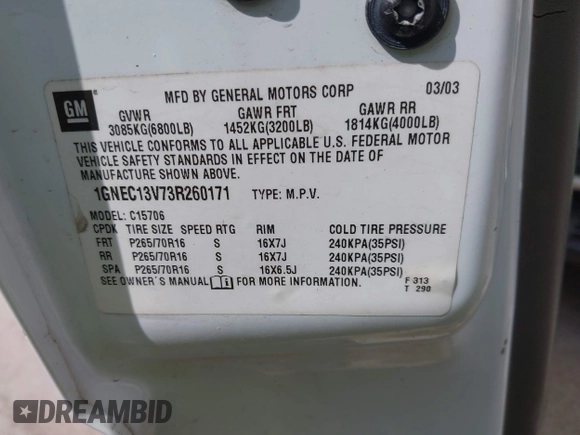 MFD BY GENERAL MOTORS CORP 03/03
GM
GVWR GAWR FRT GAWR RR
3085KG(6800LB) 1452KG(3200LB) 1814KG(4000LB)
THIS VEHICLE CONFORMS TO ALL APPLICABLE U.S. FEDERAL MOTOR
VEHICLE SAFETY STANDARDS IN EFFECT ON THE DATE OF
MANUFACTURE SHOWN ABOVE.
1GNEC13V73R260171 TYPE: M.P.V.
MODEL: C15706
CPDK TIRE SIZE SPEED RTG RIM COLD TIRE PRESSURE
FRT P265/70R16 S 16X7J 240KPA(35PSI)
RR P265/70R16 S 16X7J 240KPA(35PSI)
SPA P265/70R16 S 16X6.5J 240KPA(35PSI)
SEE OWNER'S MANUAL FOR MORE INFORMATION.
F 313
T 290
DREAMBID